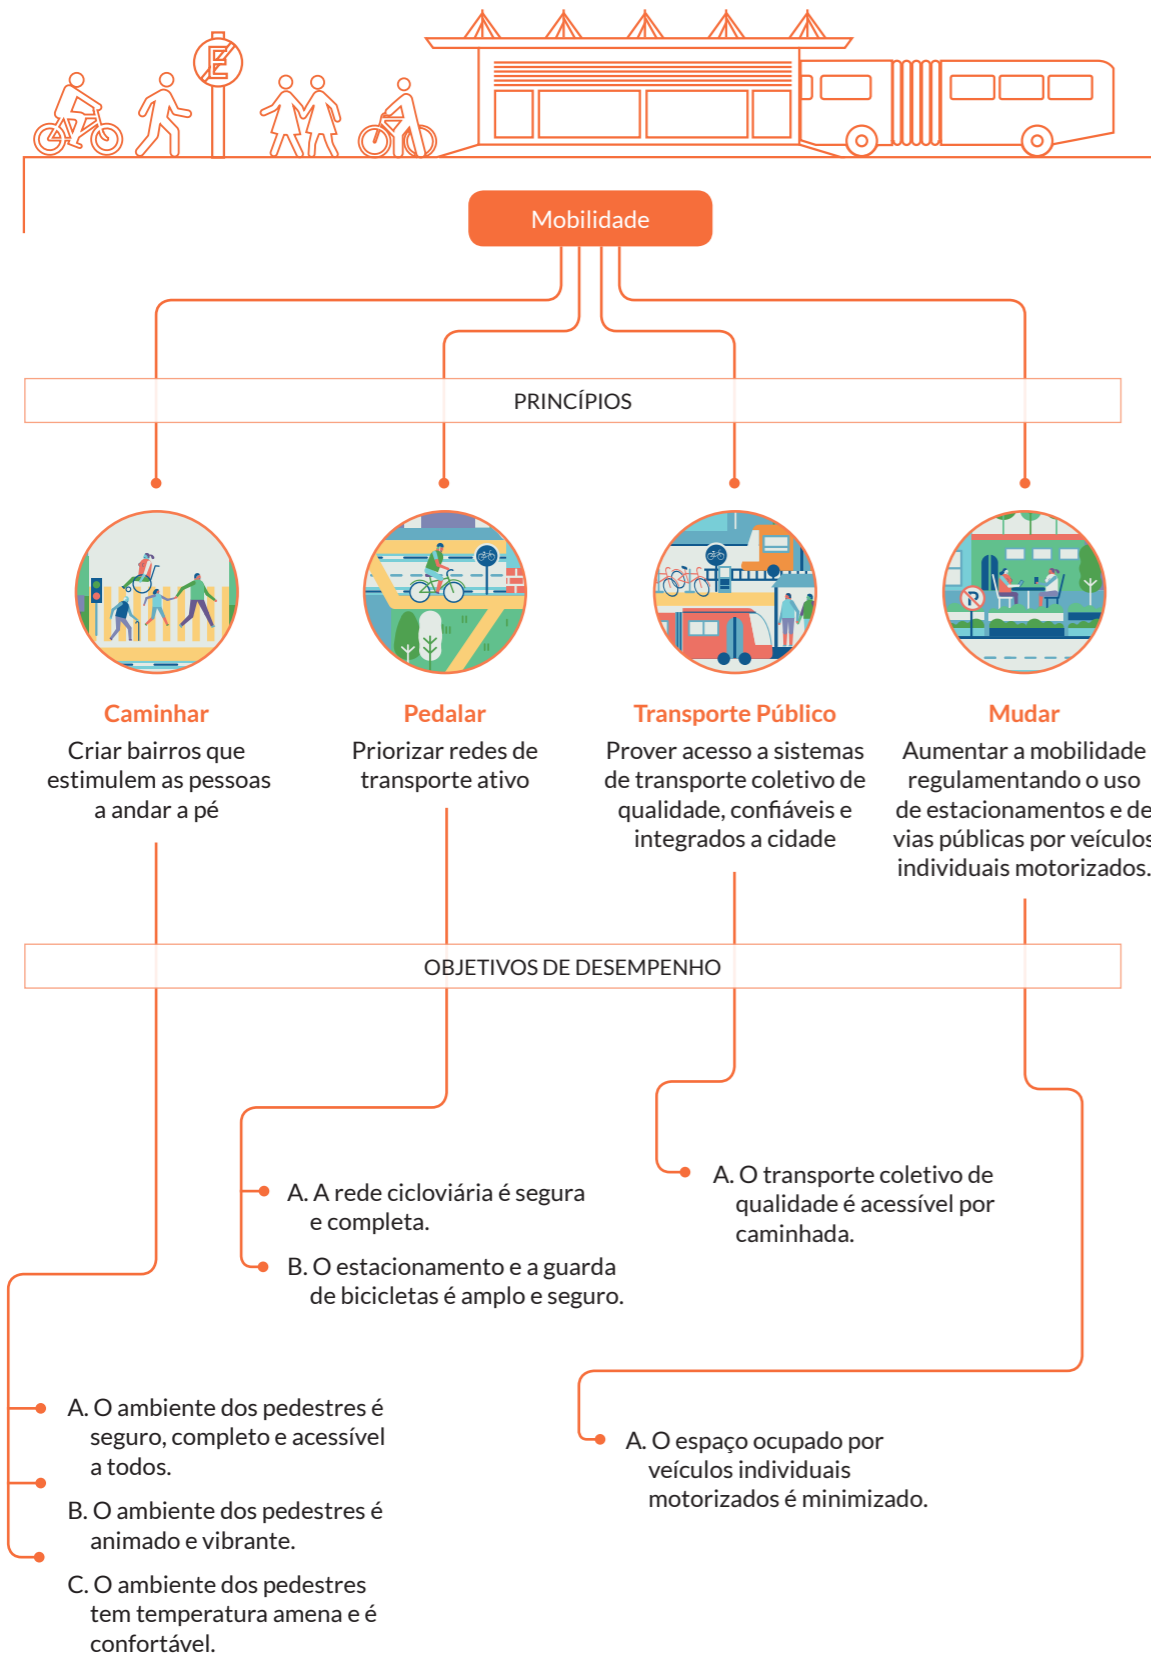 E
Mobilidade
PRINCÍPIOS
P
Caminhar
Criar bairros que
estimulem as pessoas
a andar a pé
Pedalar
Priorizar redes de
transporte ativo
Transporte Público
Prover acesso a sistemas
de transporte coletivo de
qualidade, confiáveis e
integrados a cidade
Mudar
Aumentar a mobilidade
regulamentando o uso
de estacionamentos e de
vias públicas por veículos
individuais motorizados.
OBJETIVOS DE DESEMPENHO
A. A rede cicloviária é segura
e completa.
B. O estacionamento e a guarda
de bicicletas é amplo e seguro.
A. O transporte coletivo de
qualidade é acessível por
caminhada.
A. O ambiente dos pedestres é
seguro, completo e acessível
a todos.
B. O ambiente dos pedestres é
animado e vibrante.
C. O ambiente dos pedestres
tem temperatura amena e é
confortável.
A. O espaço ocupado por
veículos individuais
motorizados é minimizado.